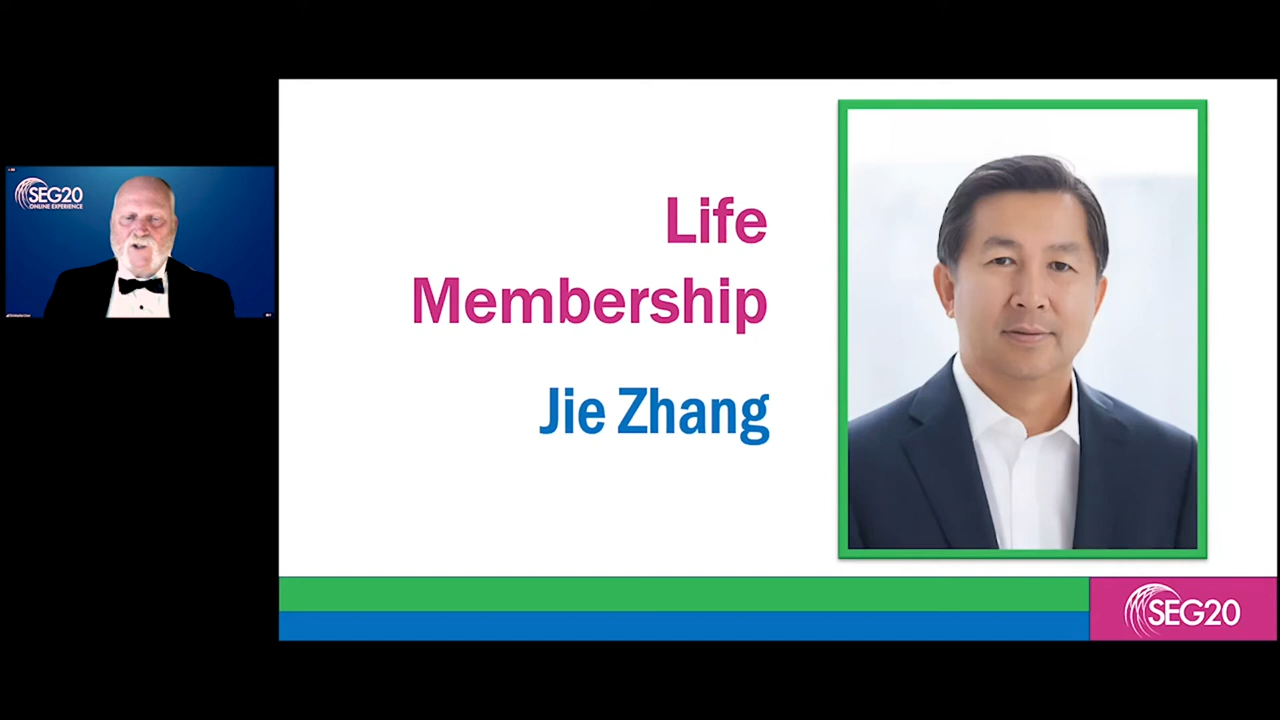 SEG20
ONLINE EXPERIENCE
Life
Membership
Jie Zhang
SEG20